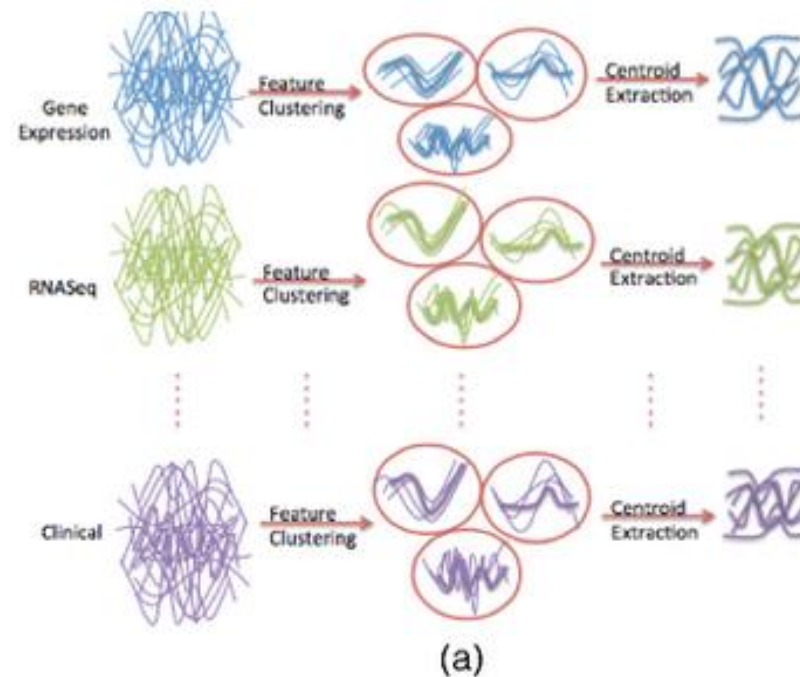 Gene
Expression
Feature
Clustering
Centroid
Extraction
RNASeq
Feature
Clustering
Centroid
Extraction
Clinical
Feature
Clustering
Centroid
Extraction
(a)